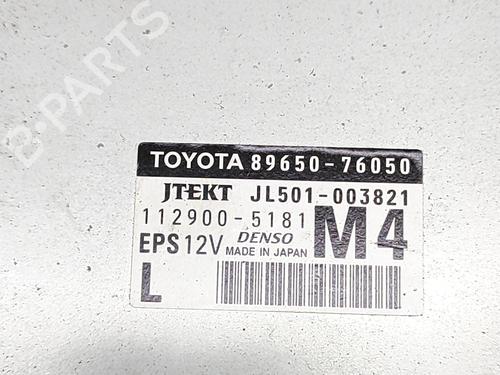 B-PARTS
TOYOTA 89650-76050
JTEKT JL501-003821
112900-5181 M4
EPS12V DENSO MADE IN JAPAN
L